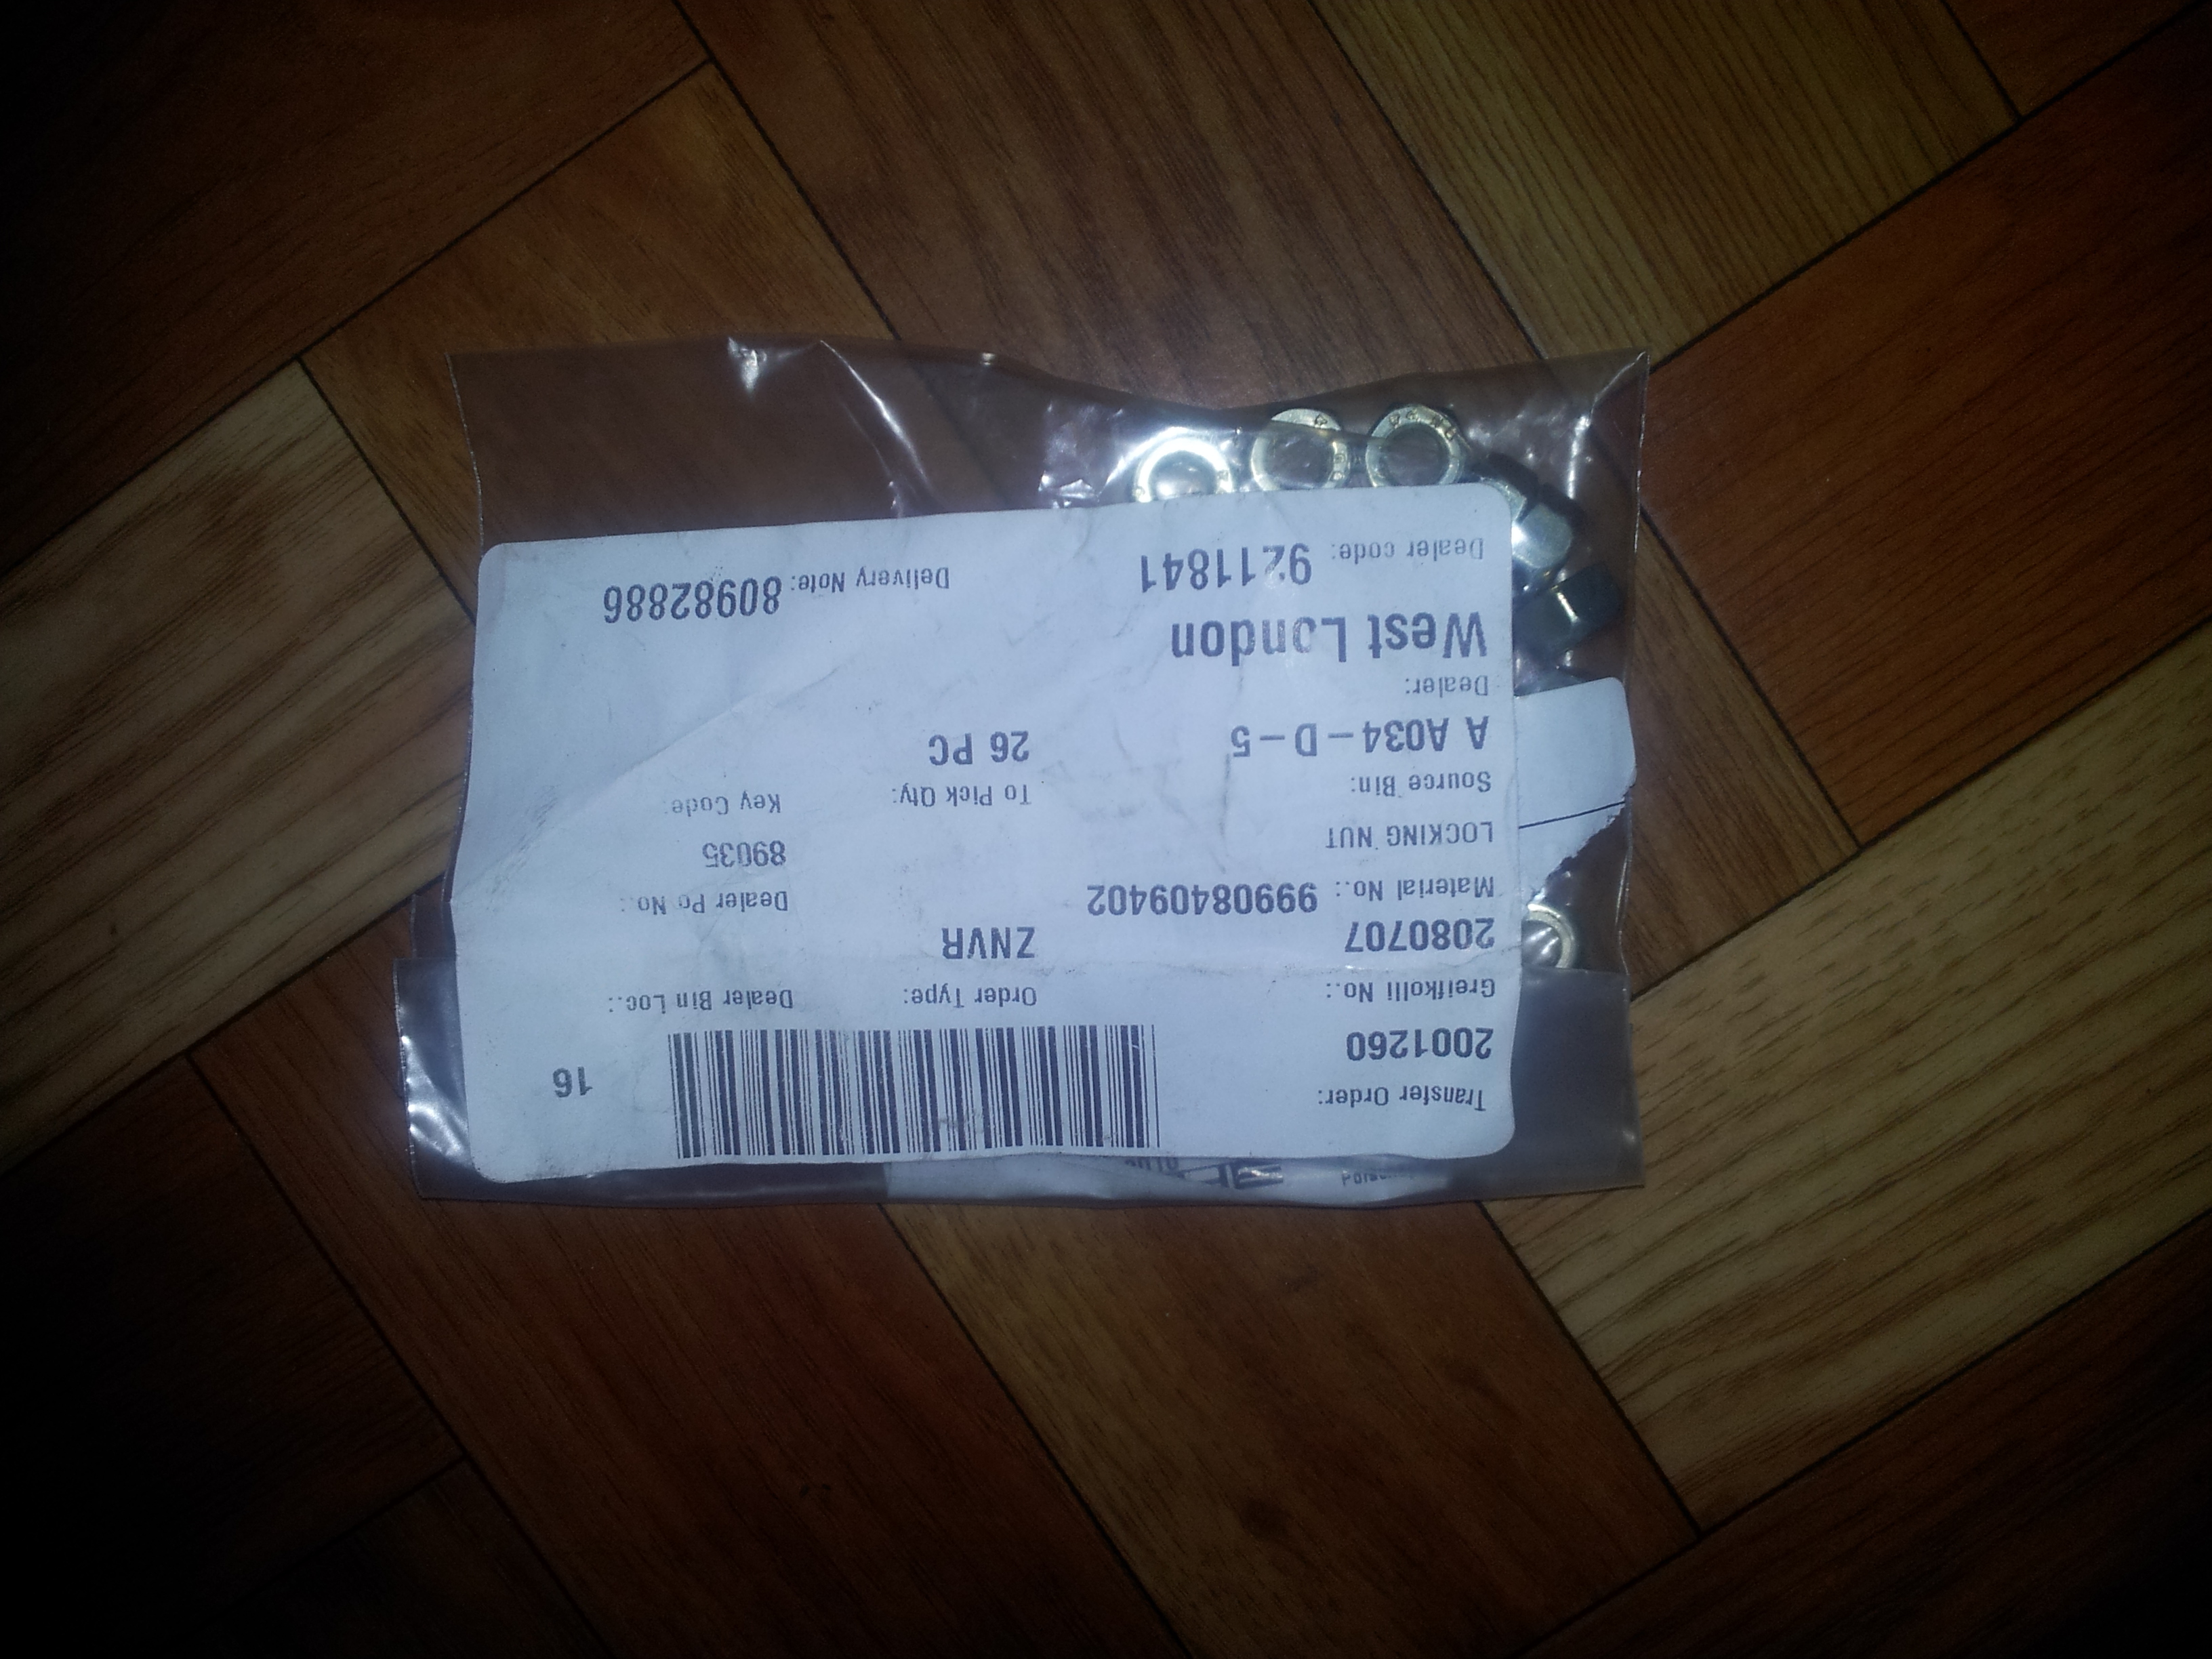 Transfer Order:
2001260
16
Greifkolli No.: Order Type: Dealer Bin Loc.:
2080707 ZNVR
Material No.: 99908409402 Dealer Po No.:
LOCKING NUT 89035
Source Bin: To Pick Qty: Key Code:
A A034-D-5 26 PC
Dealer:
West London
Dealer code: 9211841 Delivery Note: 80982886